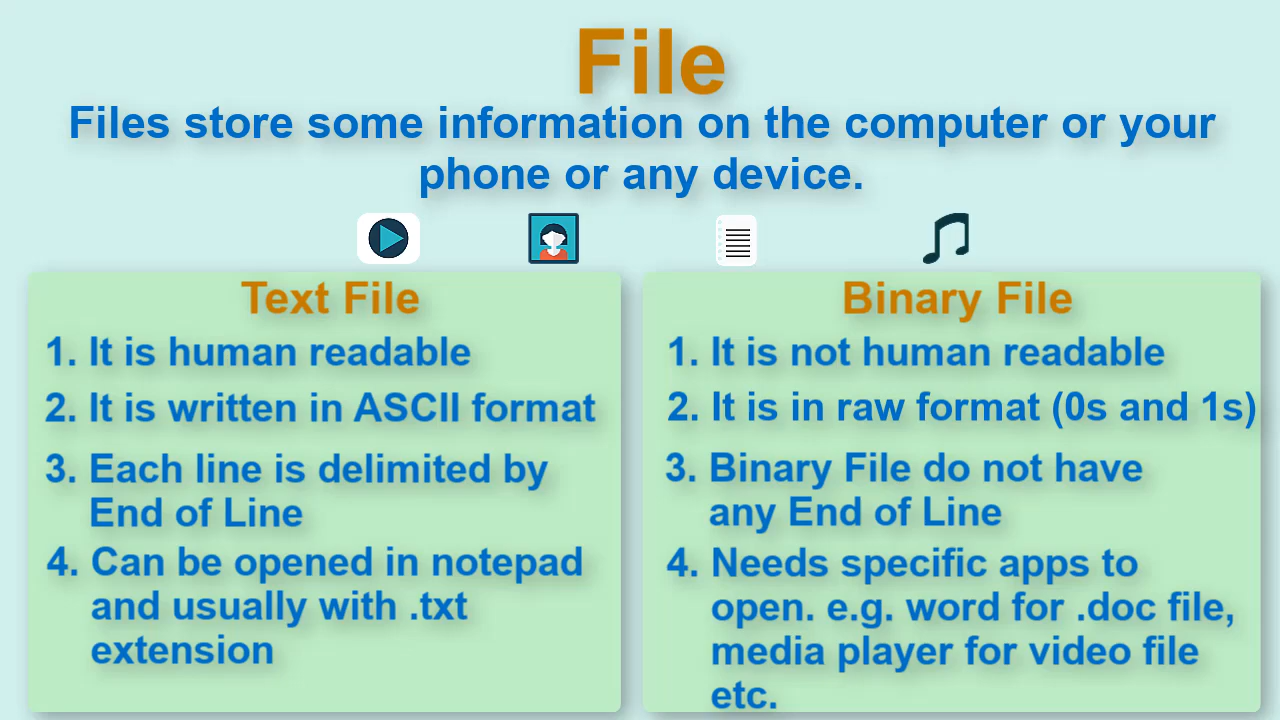 File
Files store some information on the computer or your
phone or any device.
Text File
1. It is human readable
2. It is written in ASCII format
3. Each line is delimited by
End of Line
4. Can be opened in notepad
and usually with .txt
extension
Binary File
1. It is not human readable
2. It is in raw format (0s and 1s)
3. Binary File do not have
any End of Line
4. Needs specific apps to
open. e.g. word for .doc file,
media player for video file
etc.